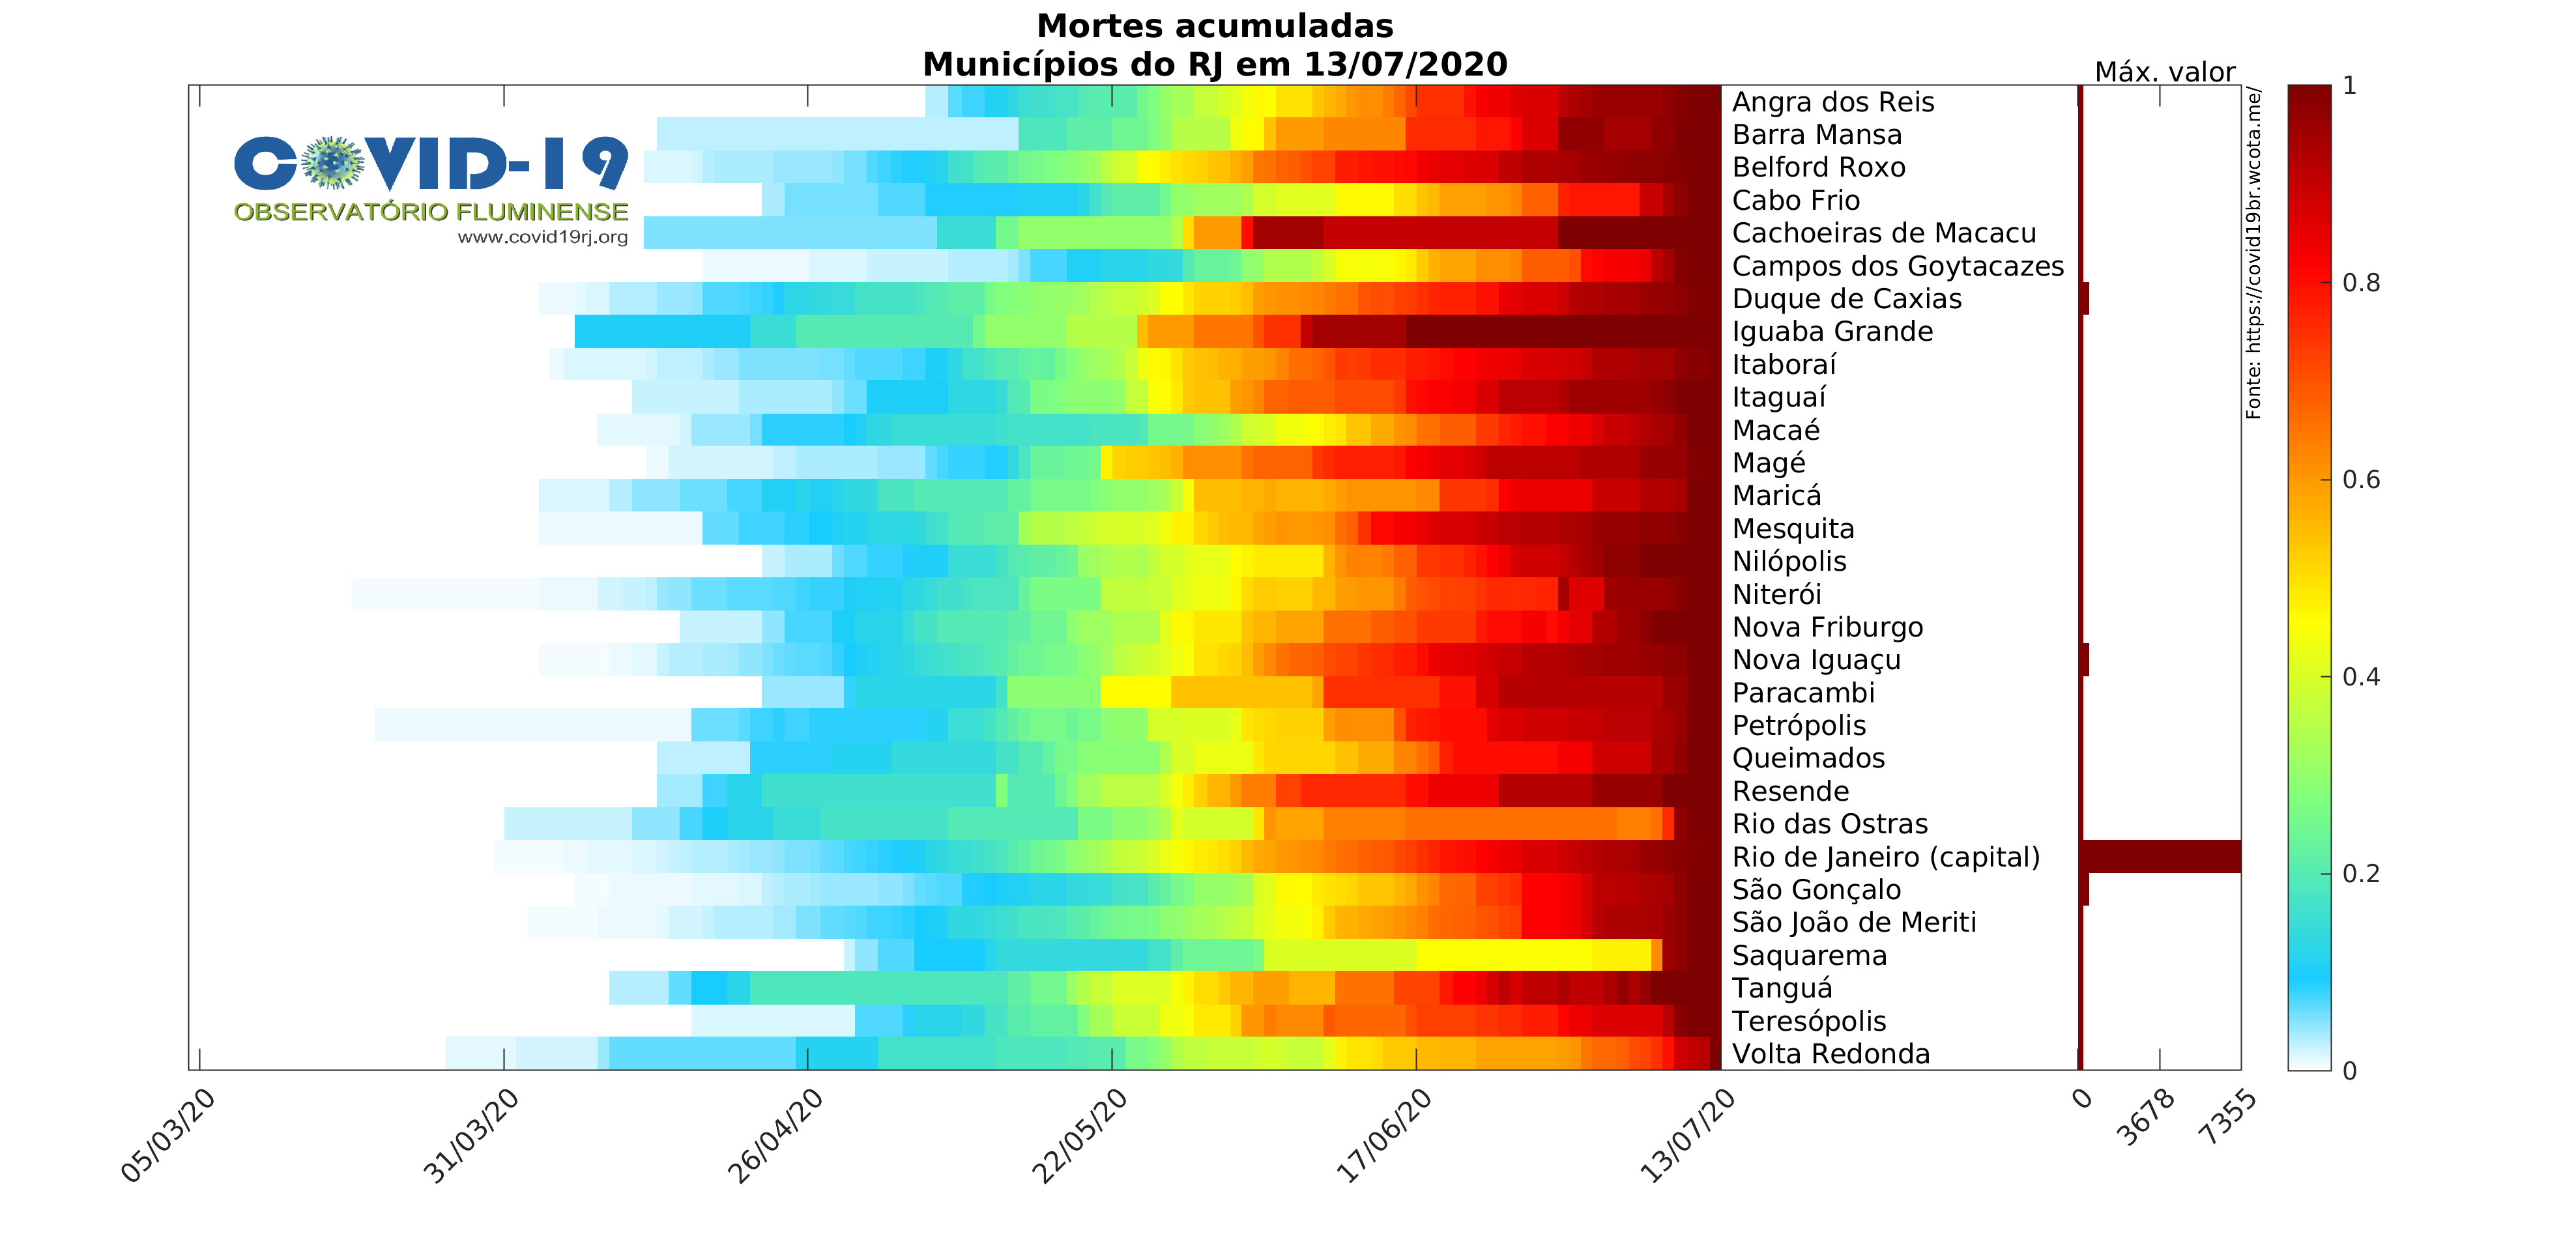 Mortes acumuladas
Municípios do RJ em 13/07/2020
Máx. valor
COVID-19
OBSERVATÓRIO FLUMINENSE
www.covid19rj.org
Angra dos Reis
Barra Mansa
Belford Roxo
Cabo Frio
Cachoeiras de Macacu
Campos dos Goytacazes
Duque de Caxias
Iguaba Grande
Itaboraí
Itaguaí
Macaé
Magé
Maricá
Mesquita
Nilópolis
Niterói
Nova Friburgo
Nova Iguaçu
Paracambi
Petrópolis
Queimados
Resende
Rio das Ostras
Rio de Janeiro (capital)
São Gonçalo
São João de Meriti
Saquarema
Tanguá
Teresópolis
Volta Redonda
Fonte: https://covid19br.wcota.me/
1
0.8
0.6
0.4
0.2
0
05/03/20
31/03/20
26/04/20
22/05/20
17/06/20
13/07/20
0
3678
7355